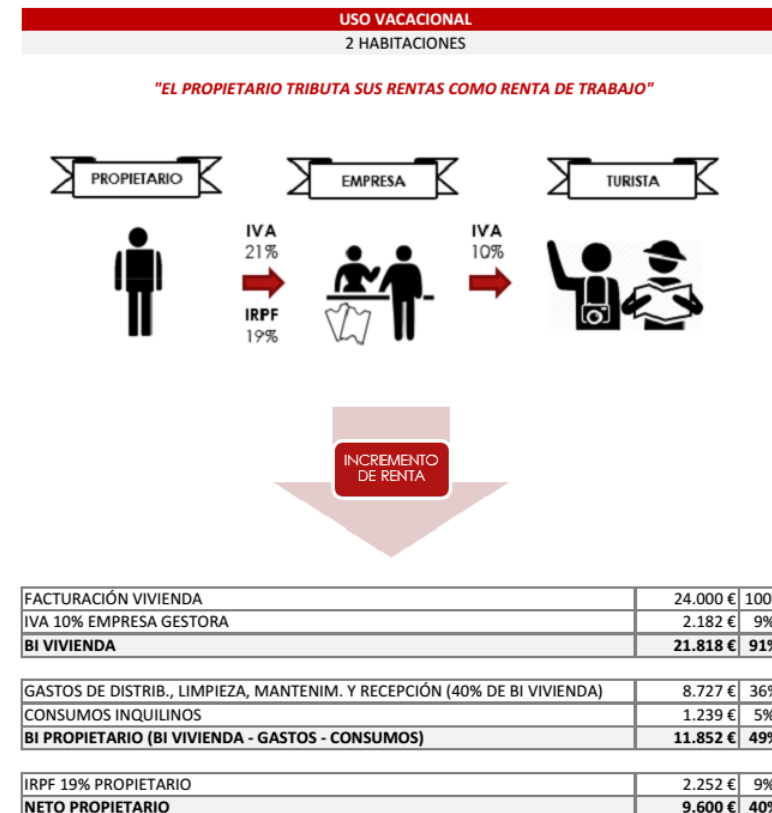 USO VACACIONAL
2 HABITACIONES
"EL PROPIETARIO TRIBUTA SUS RENTAS COMO RENTA DE TRABAJO"
PROPIETARIO
EMPRESA
TURISTA
IVA
21%
IVA
10%
IRPF
19%
INCREMENTO
DE RENTA
FACTURACIÓN VIVIENDA 24.000 € 100
IVA 10% EMPRESA GESTORA 2.182 € 9%
BI VIVIENDA 21.818 € 91%
GASTOS DE DISTRIB., LIMPIEZA, MANTENIM. Y RECEPCIÓN (40% DE BI VIVIENDA) 8.727 € 36%
CONSUMOS INQUILINOS 1.239 € 5%
BI PROPIETARIO (BI VIVIENDA - GASTOS - CONSUMOS) 11.852 € 49%
IRPF 19% PROPIETARIO 2.252 € 9%
NETO PROPIETARIO 9.600 € 40%